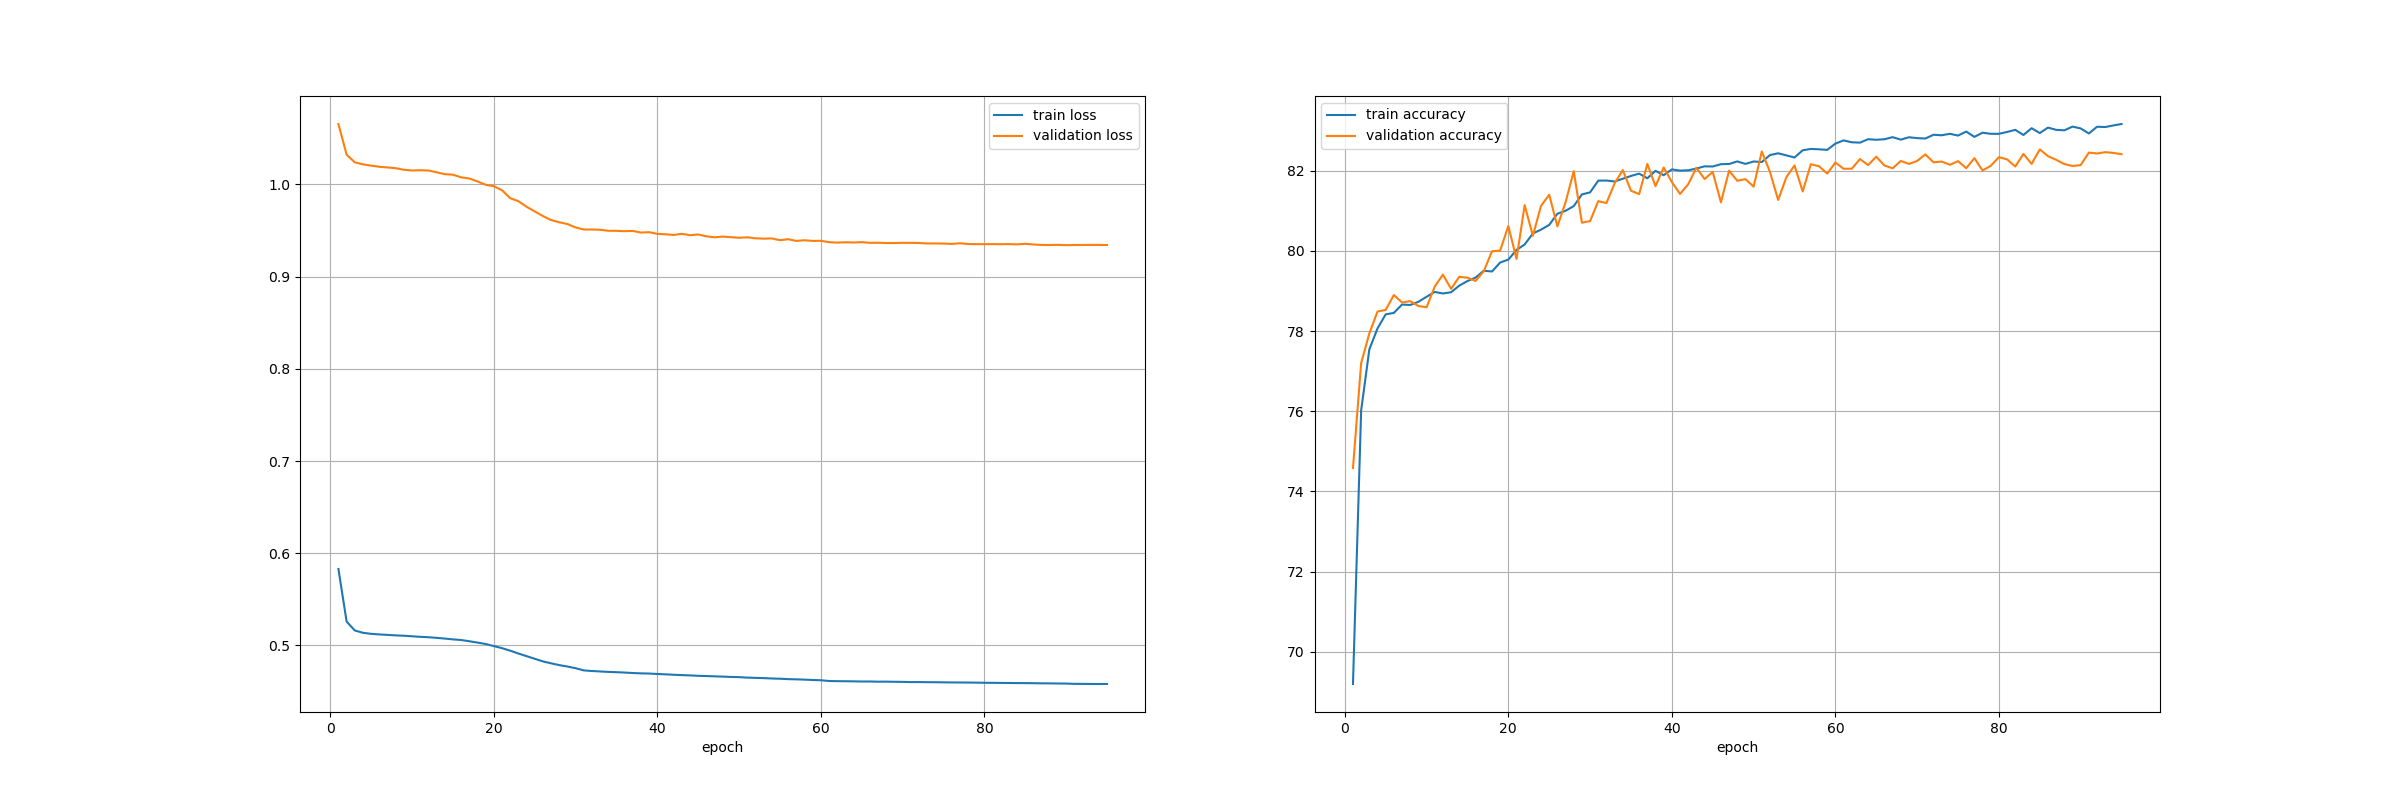 train loss
validation loss
1.0
0.9
0.8
0.7
0.6
0.5
0 20 40 60 80
epoch
train accuracy
validation accuracy
82
80
78
76
74
72
70
0 20 40 60 80
epoch